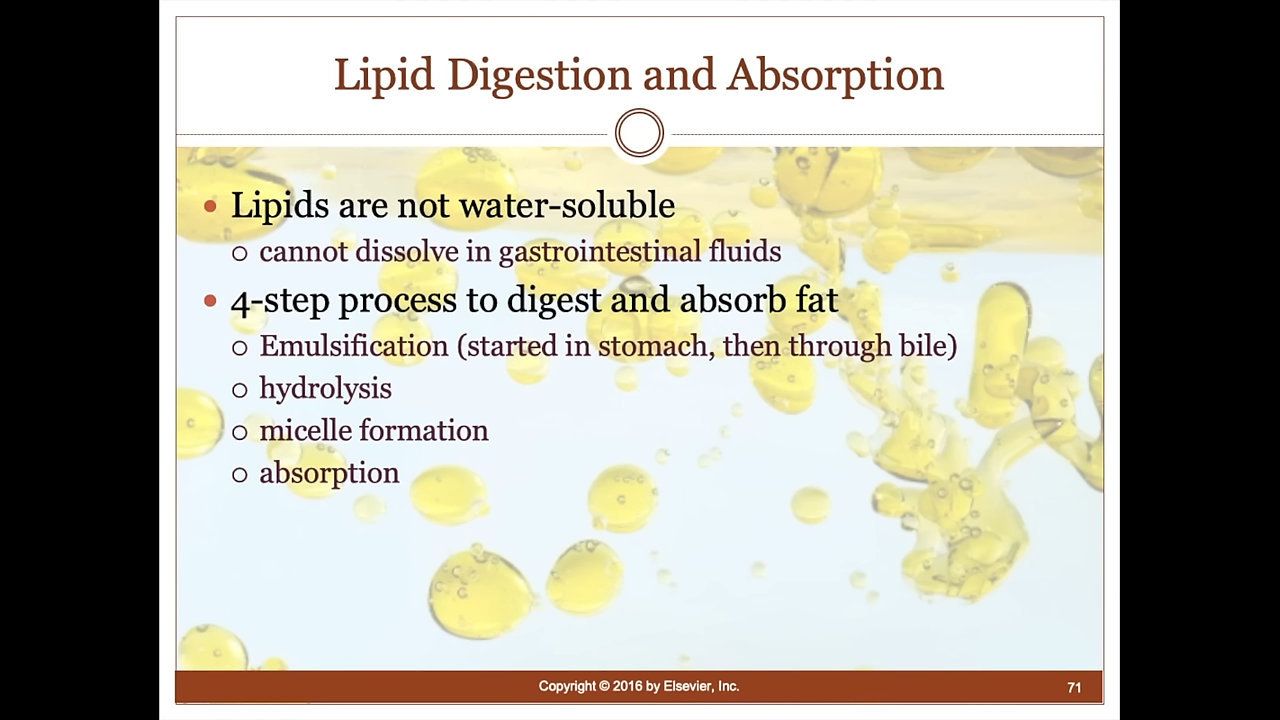 Lipid Digestion and Absorption
Lipids are not water-soluble
cannot dissolve in gastrointestinal fluids
4-step process to digest and absorb fat
Emulsification (started in stomach, then through bile)
hydrolysis
micelle formation
absorption
Copyright © 2016 by Elsevier, Inc.
71